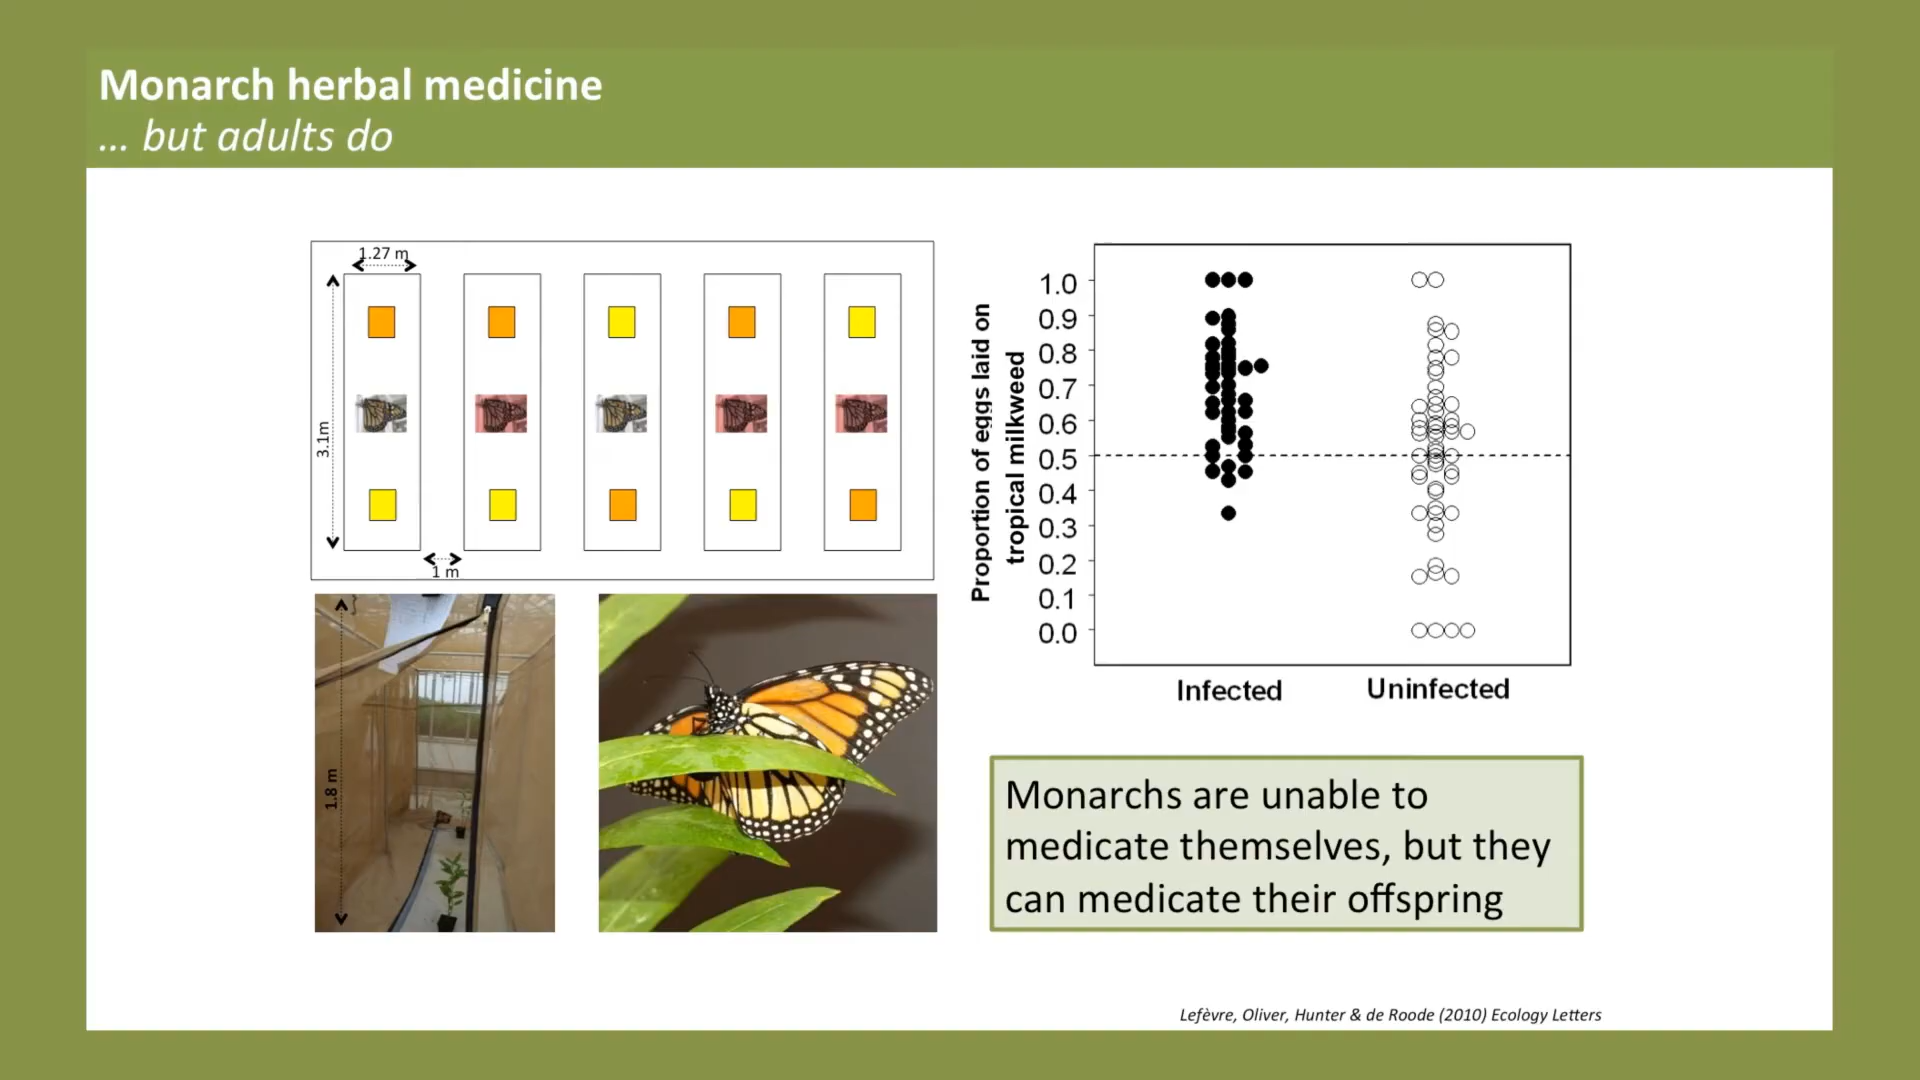 Monarch herbal medicine
... but adults do
1.27 m
3.1m
1 m
1.8 m
Proportion of eggs laid on
tropical milkweed
1.0
0.9
0.8
0.7
0.6
0.5
0.4
0.3
0.2
0.1
0.0
Infected
Uninfected
Monarchs are unable to
medicate themselves, but they
can medicate their offspring
Lefèvre, Oliver, Hunter & de Roode (2010) Ecology Letters